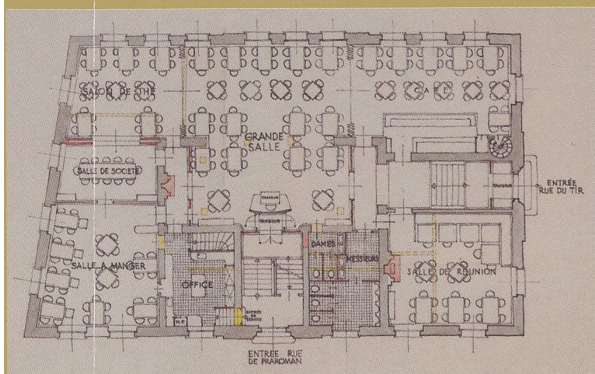 SALON DE THÉ
CAFÉ
GRANDE
SALLE
SALLE DE SOCIÉTÉ
ENTRÉE
RUE DU TIR
DAMES
MESSIEURS
SALLE A MANGER
SALLE DE RÉUNION
OFFICE
ENTRÉE RUE
DE PRAROMAN